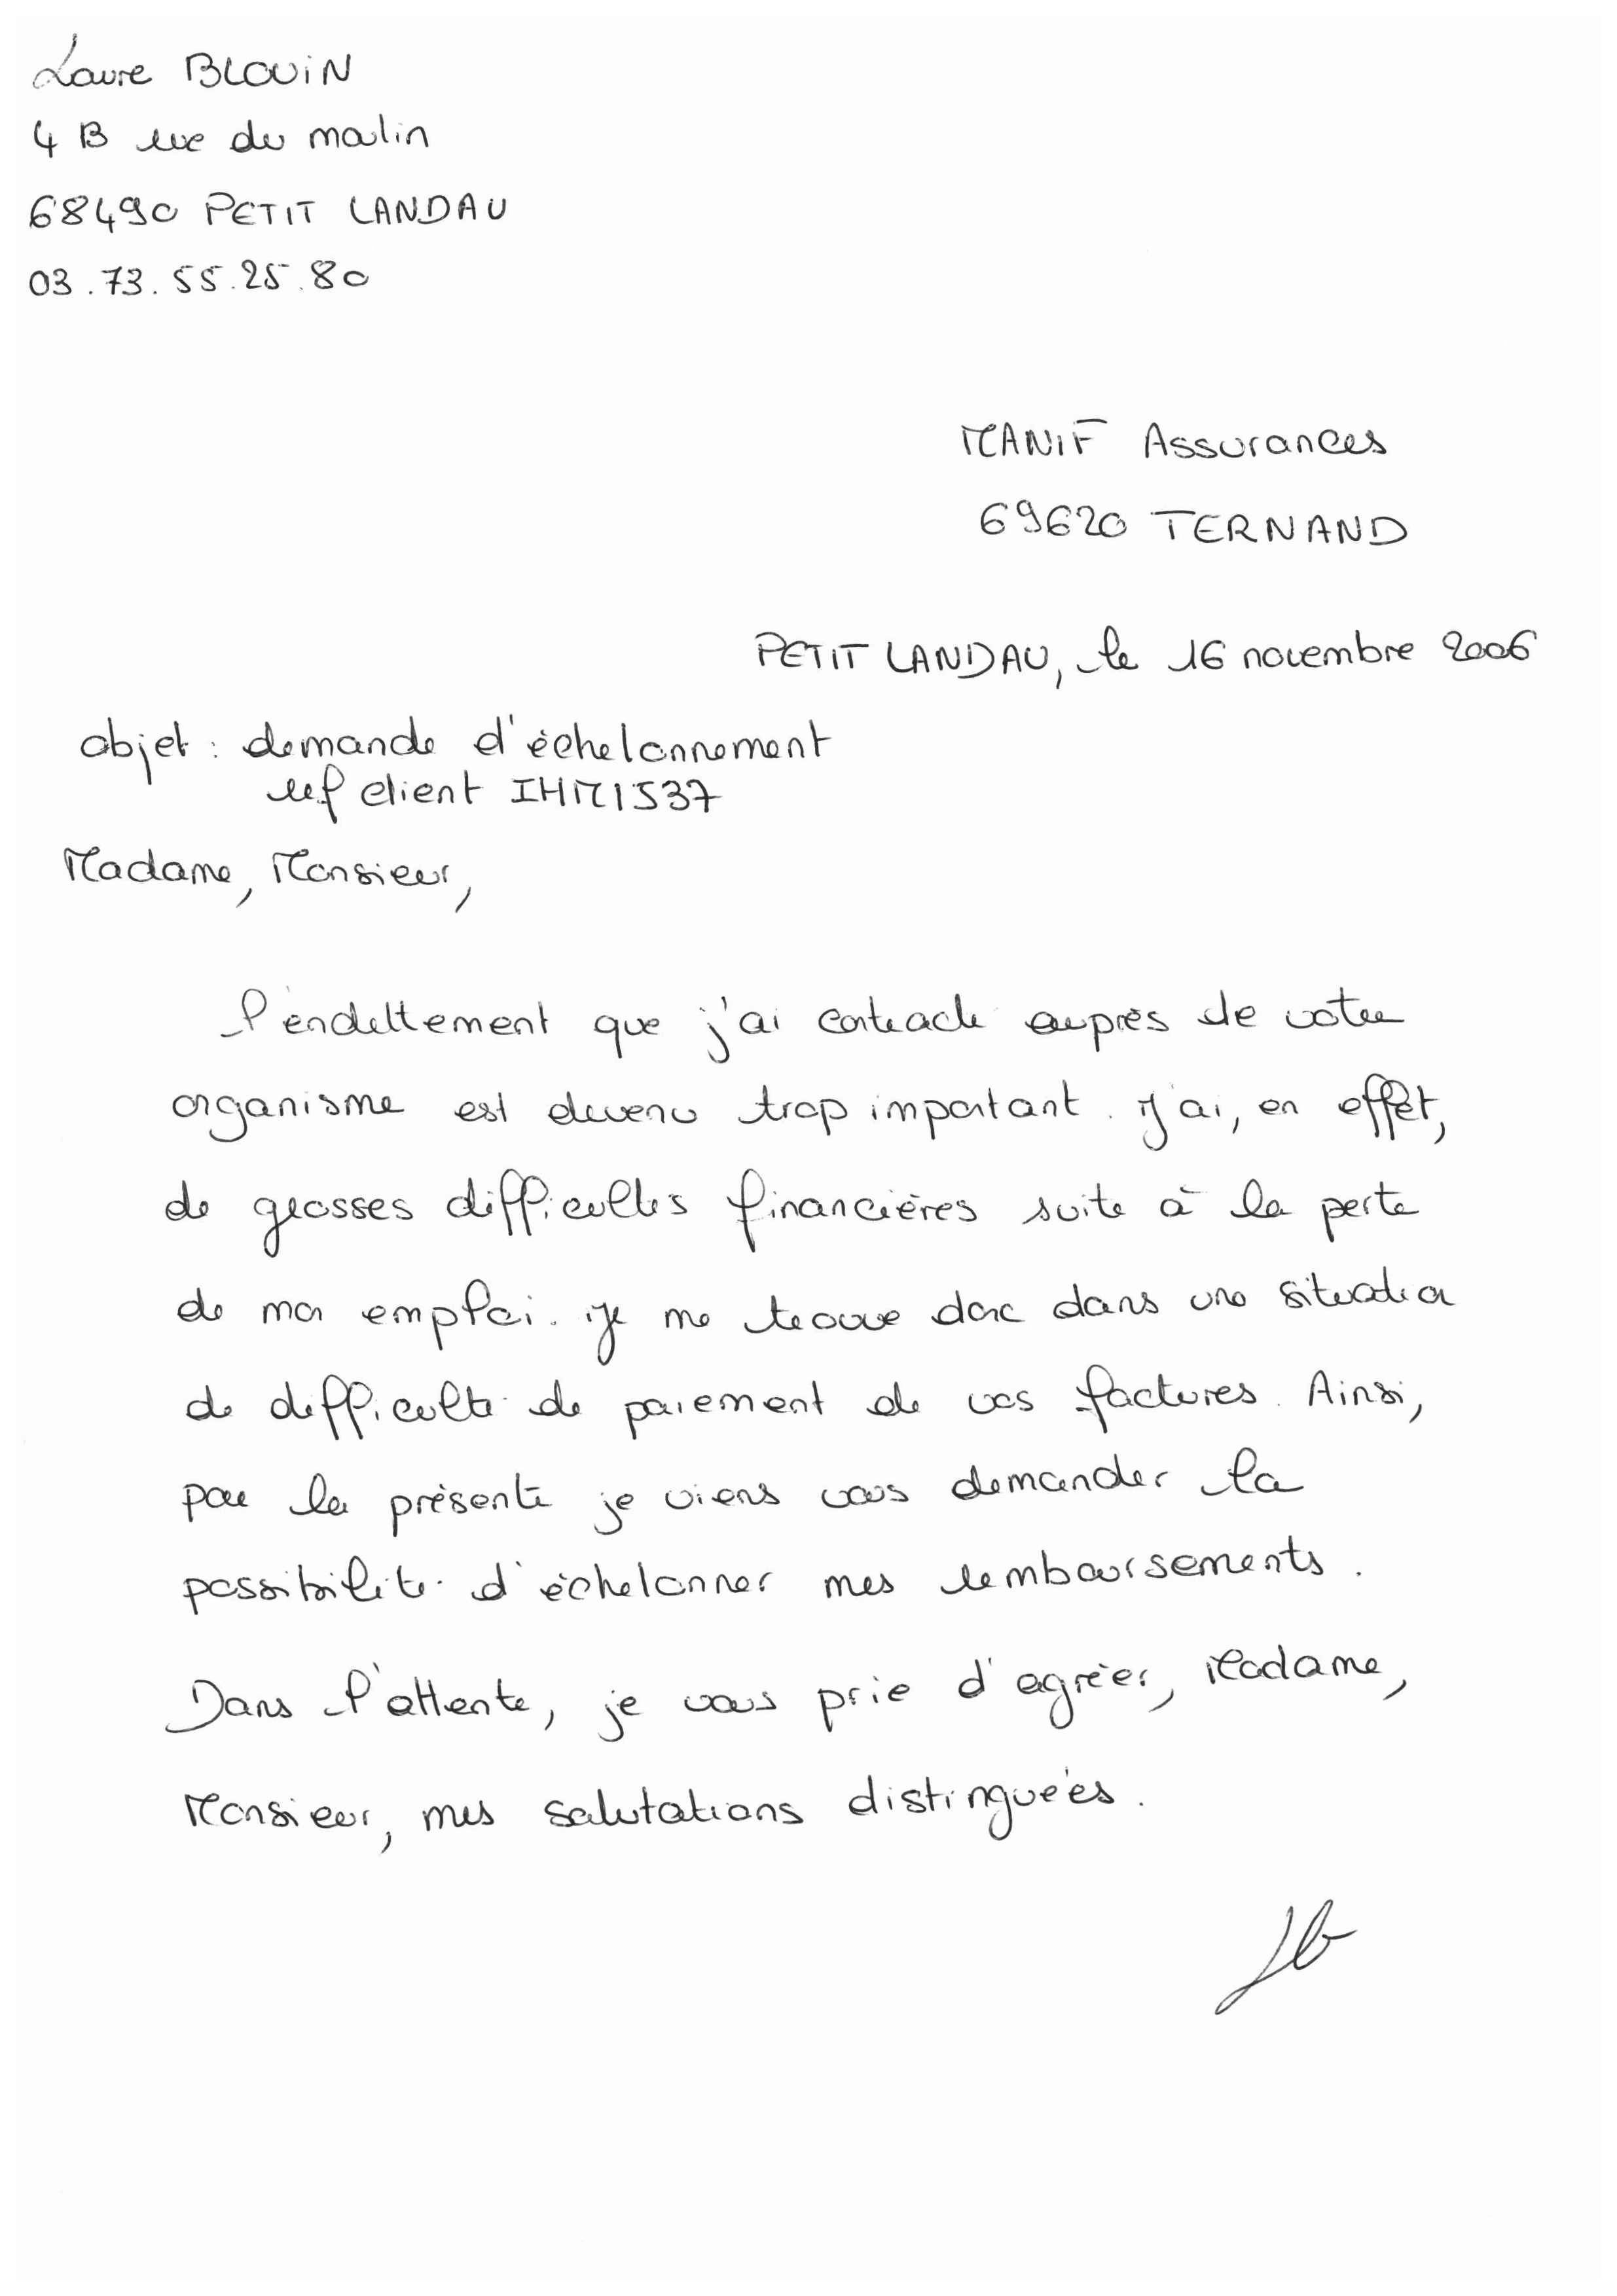 Laure BLOUIN
4 B rue du moulin
68490 PETIT LANDAU
03.73.55.25.80
MANIF Assurances
69620 TERNAND
PETIT LANDAU, le 16 novembre 2006
objet : demande d'échelonnement
ref client IHM1537
Madame, Monsieur,
L'endettement que j'ai contracté auprès de votre
organisme est devenu trop important. J'ai, en effet,
de grosses difficultés financières suite à la perte
de mon emploi. Je me trouve donc dans une situation
de difficulté de paiement de vos factures. Ainsi,
par la présente je viens vous demander la
possibilité d'échelonner mes remboursements.
Dans l'attente, je vous prie d'agréer, Madame,
Monsieur, mes salutations distinguées.